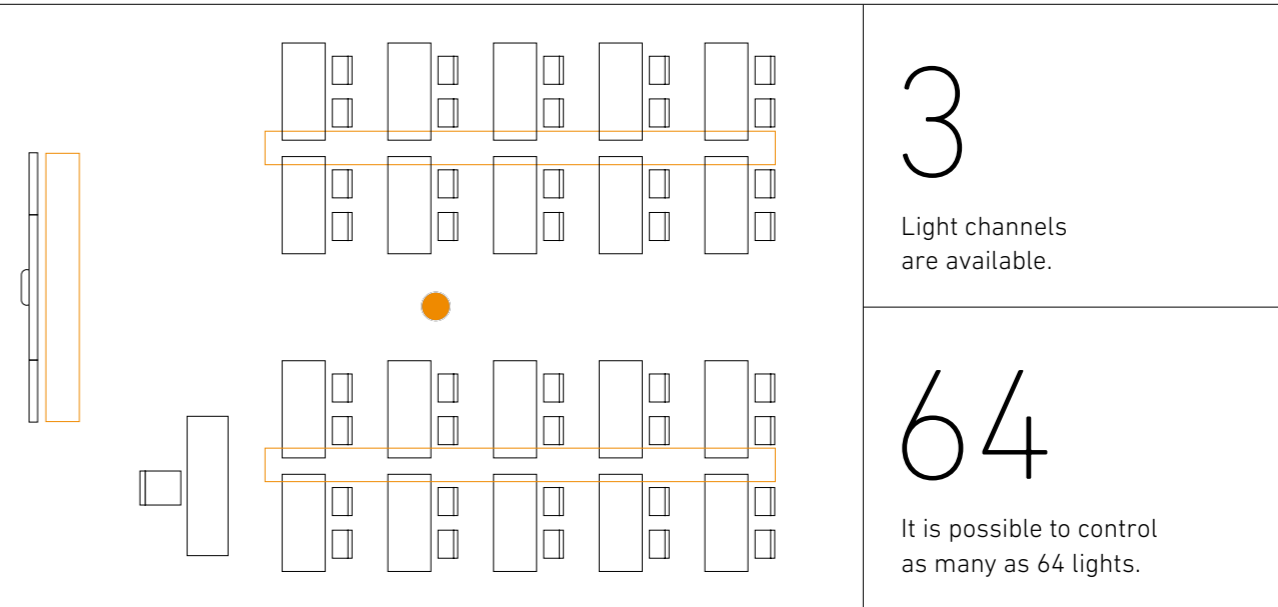 3
Light channels
are available.
64
It is possible to control
as many as 64 lights.